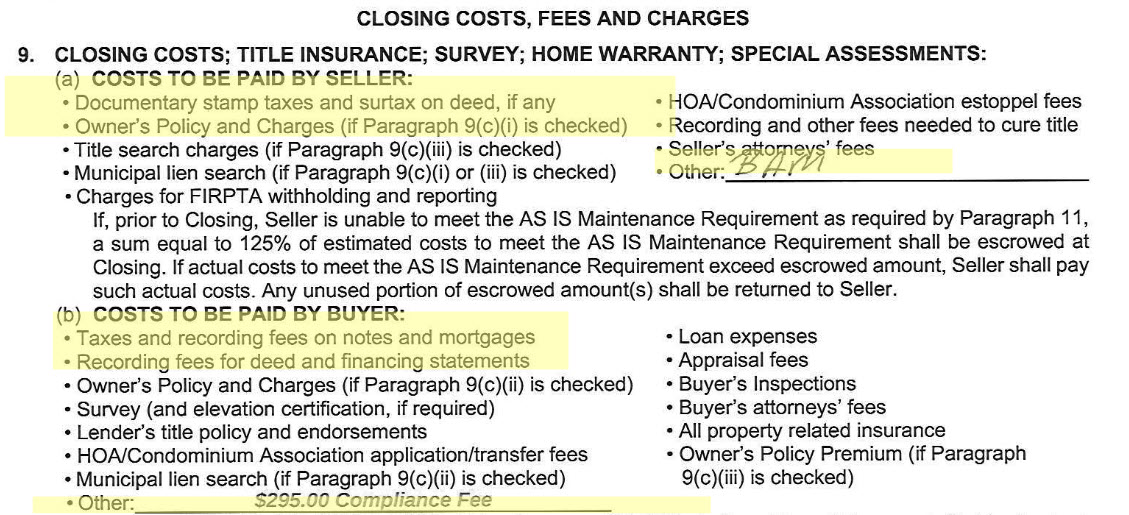 CLOSING COSTS, FEES AND CHARGES
9. CLOSING COSTS; TITLE INSURANCE; SURVEY; HOME WARRANTY; SPECIAL ASSESSMENTS:
(a) COSTS TO BE PAID BY SELLER:
• Documentary stamp taxes and surtax on deed, if any
• Owner's Policy and Charges (if Paragraph 9(c)(i) is checked)
• Title search charges (if Paragraph 9(c)(iii) is checked)
• Municipal lien search (if Paragraph 9(c)(i) or (iii) is checked)
• Charges for FIRPTA withholding and reporting
• HOA/Condominium Association estoppel fees
• Recording and other fees needed to cure title
• Seller's attorneys' fees
• Other: BAM
If, prior to Closing, Seller is unable to meet the AS IS Maintenance Requirement as required by Paragraph 11,
a sum equal to 125% of estimated costs to meet the AS IS Maintenance Requirement shall be escrowed at
Closing. If actual costs to meet the AS IS Maintenance Requirement exceed escrowed amount, Seller shall pay
such actual costs. Any unused portion of escrowed amount(s) shall be returned to Seller.
(b) COSTS TO BE PAID BY BUYER:
• Taxes and recording fees on notes and mortgages
• Recording fees for deed and financing statements
• Owner's Policy and Charges (if Paragraph 9(c)(ii) is checked)
• Survey (and elevation certification, if required)
• Lender's title policy and endorsements
• HOA/Condominium Association application/transfer fees
• Municipal lien search (if Paragraph 9(c)(ii) is checked)
• Other: $295.00 Compliance Fee
• Loan expenses
• Appraisal fees
• Buyer's Inspections
• Buyer's attorneys' fees
• All property related insurance
• Owner's Policy Premium (if Paragraph
9(c)(iii) is checked)